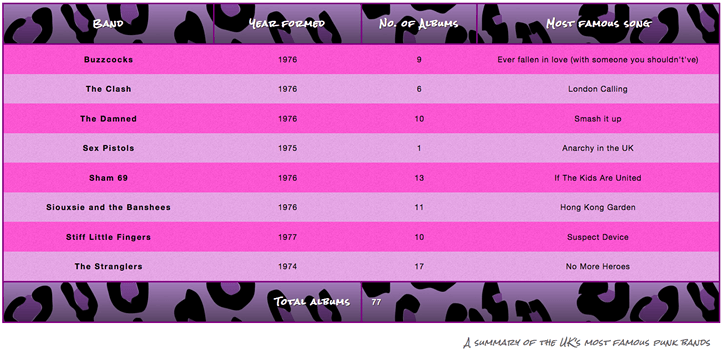 Band Year formed No. of Albums Most famous song
Buzzcocks 1976 9 Ever fallen in love (with someone you shouldn't've)
The Clash 1976 6 London Calling
The Damned 1976 10 Smash it up
Sex Pistols 1975 1 Anarchy in the UK
Sham 69 1976 13 If The Kids Are United
Siouxsie and the Banshees 1976 11 Hong Kong Garden
Stiff Little Fingers 1977 10 Suspect Device
The Stranglers 1974 17 No More Heroes
Total albums 77
A summary of the UK's most famous punk bands